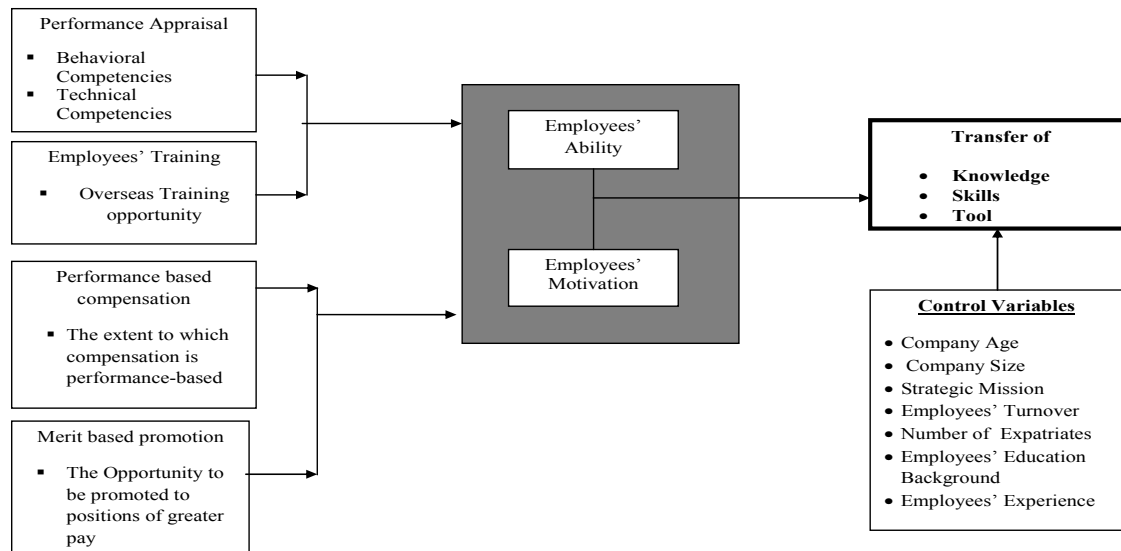 Performance Appraisal
▪ Behavioral
Competencies
▪ Technical
Competencies
Employees' Training
▪ Overseas Training
opportunity
Performance based
compensation
▪ The extent to which
compensation is
performance-based
Merit based promotion
▪ The Opportunity to
be promoted to
positions of greater
pay
Employees'
Ability
Employees'
Motivation
Transfer of
• Knowledge
• Skills
• Tool
Control Variables
• Company Age
• Company Size
• Strategic Mission
• Employees' Turnover
• Number of Expatriates
• Employees' Education
Background
• Employees' Experience